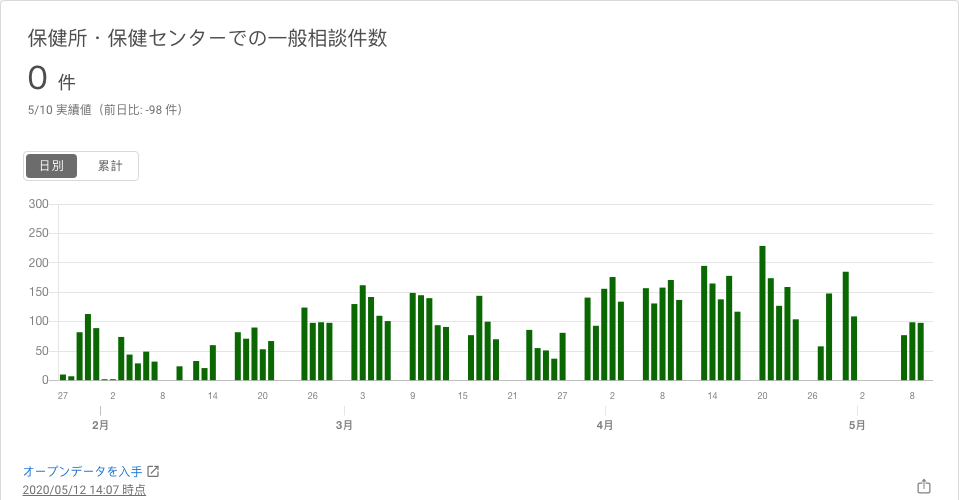 保健所・保健センターでの一般相談件数
0 件
5/10 実績値（前日比: -98 件）
日別 累計
300
250
200
150
100
50
0
27 2 8 14 20 26 3 9 15 21 27 2 8 14 20 26 2 8
2月 3月 4月 5月
オープンデータを入手
2020/05/12 14:07 時点